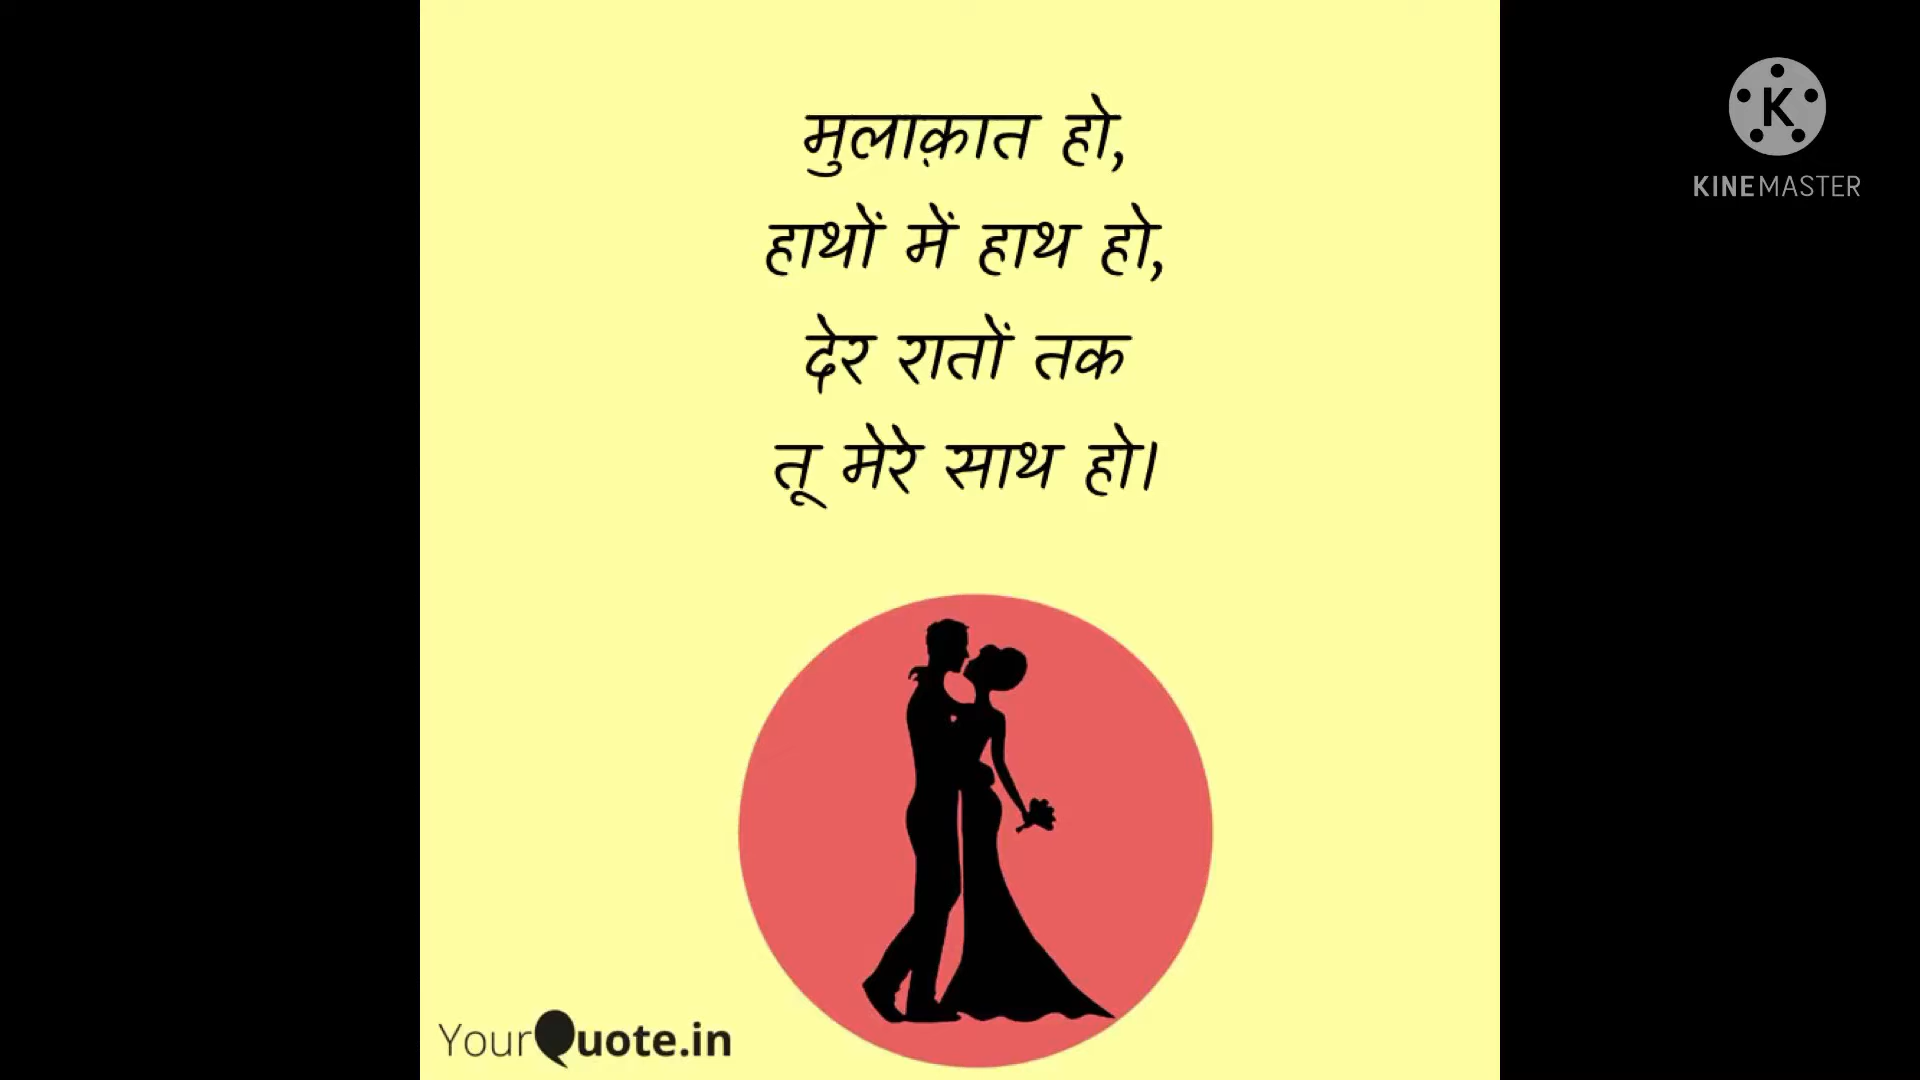 मुलाक़ात हो,
हाथों में हाथ हो,
देर रातों तक
तू मेरे साथ हो।
K
KINEMASTER
YourQuote.in